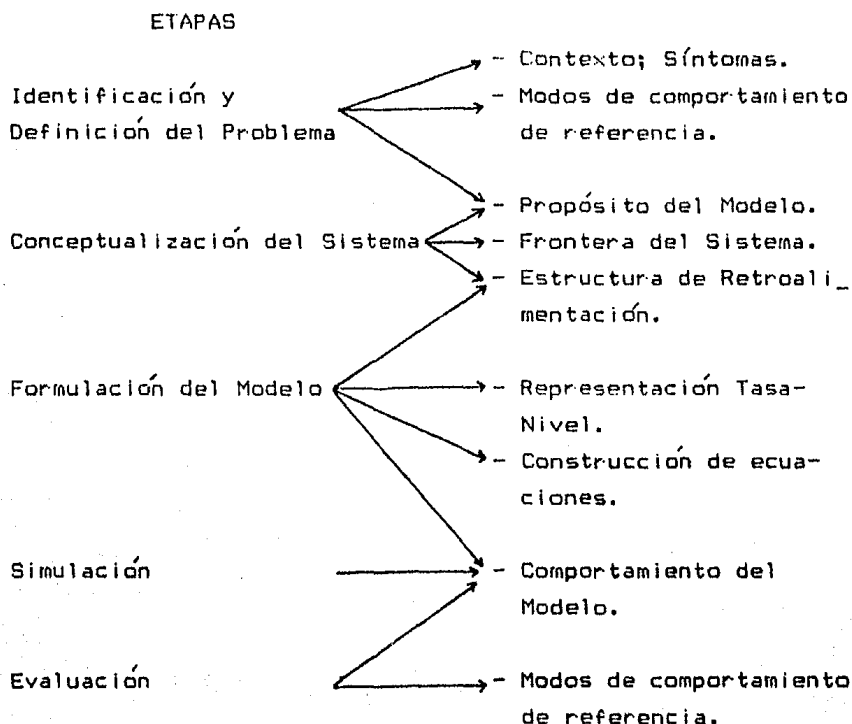 ETAPAS
- Contexto; Síntomas.
Identificación y
- Modos de comportamiento
Definición del Problema
de referencia.
- Propósito del Modelo.
Conceptualización del Sistema
- Frontera del Sistema.
- Estructura de Retroali_
mentación.
Formulación del Modelo
- Representación Tasa-
Nivel.
- Construcción de ecua-
ciones.
Simulación
- Comportamiento del
Modelo.
Evaluación
- Modos de comportamiento
de referencia.